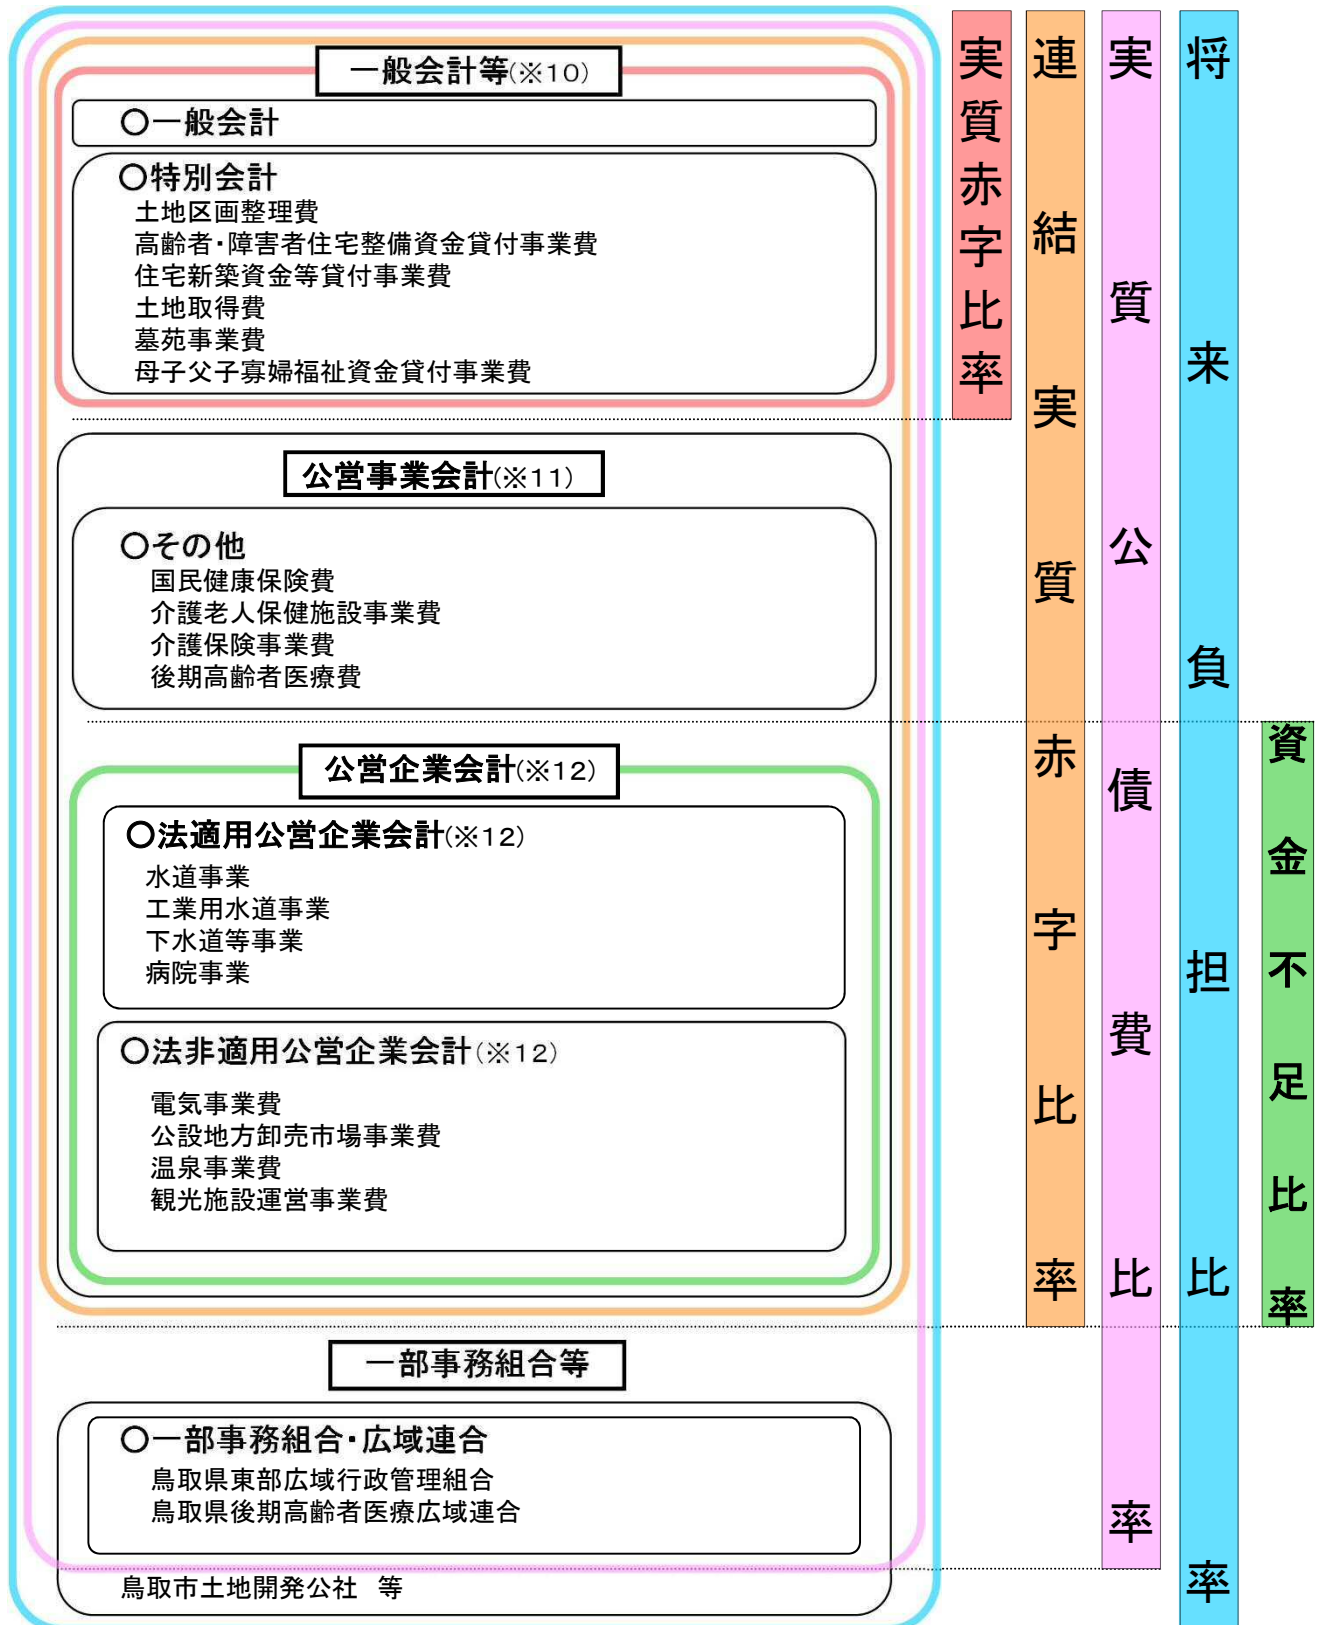 一般会計等(※10)
〇一般会計
〇特別会計
土地区画整理費
高齢者・障害者住宅整備資金貸付事業費
住宅新築資金等貸付事業費
土地取得費
墓苑事業費
母子父子寡婦福祉資金貸付事業費
公営事業会計(※11)
〇その他
国民健康保険費
介護老人保健施設事業費
介護保険事業費
後期高齢者医療費
公営企業会計(※12)
〇法適用公営企業会計(※12)
水道事業
工業用水道事業
下水道等事業
病院事業
〇法非適用公営企業会計(※12)
電気事業費
公設地方卸売市場事業費
温泉事業費
観光施設運営事業費
一部事務組合等
〇一部事務組合・広域連合
鳥取県東部広域行政管理組合
鳥取県後期高齢者医療広域連合
鳥取市土地開発公社　等
実質赤字比率
連結実質赤字比率
実質公債費比率
将来負担比率
資金不足比率